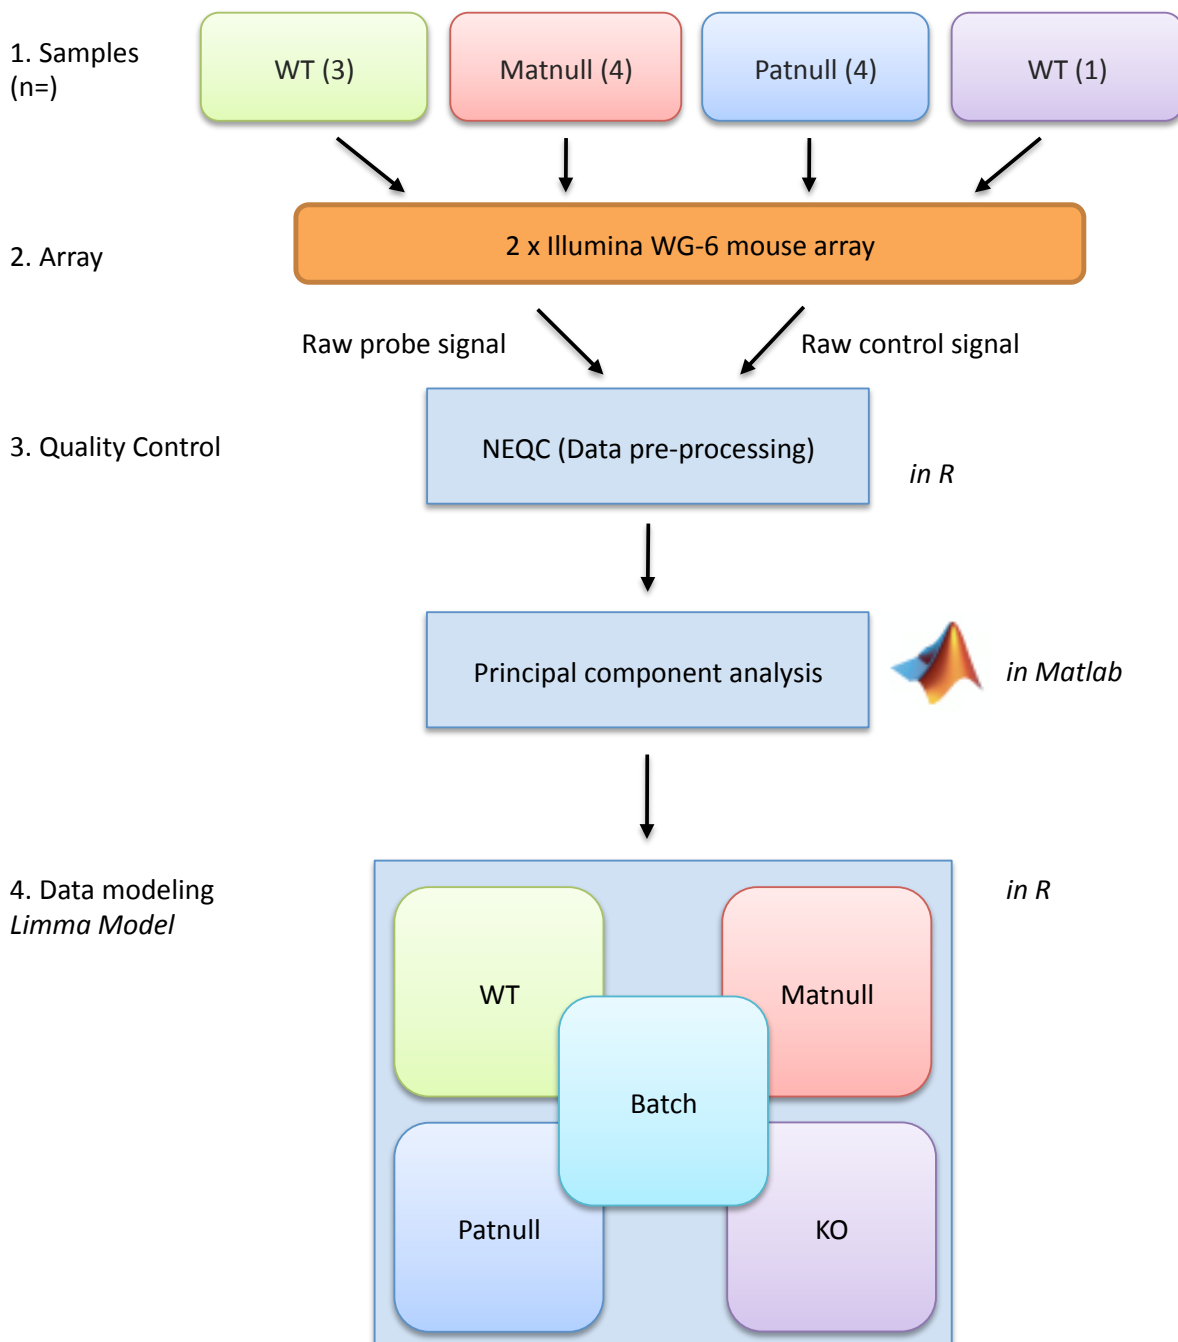 1. Samples
(n=)
WT (3)
Matnull (4)
Patnull (4)
WT (1)
2. Array
2 x Illumina WG-6 mouse array
Raw probe signal
Raw control signal
3. Quality Control
NEQC (Data pre-processing)
in R
Principal component analysis
in Matlab
4. Data modeling
Limma Model
in R
WT
Matnull
Batch
Patnull
KO